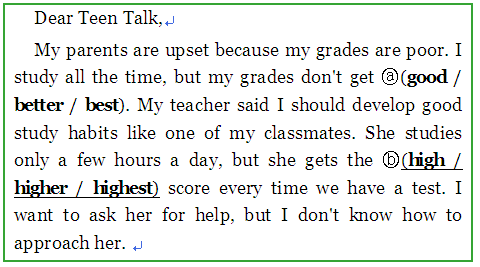 Dear Teen Talk,↵
My parents are upset because my grades are poor. I
study all the time, but my grades don't get ⓐ(good /
better / best). My teacher said I should develop good
study habits like one of my classmates. She studies
only a few hours a day, but she gets the ⓑ(high /
higher / highest) score every time we have a test. I
want to ask her for help, but I don't know how to
approach her. ↵